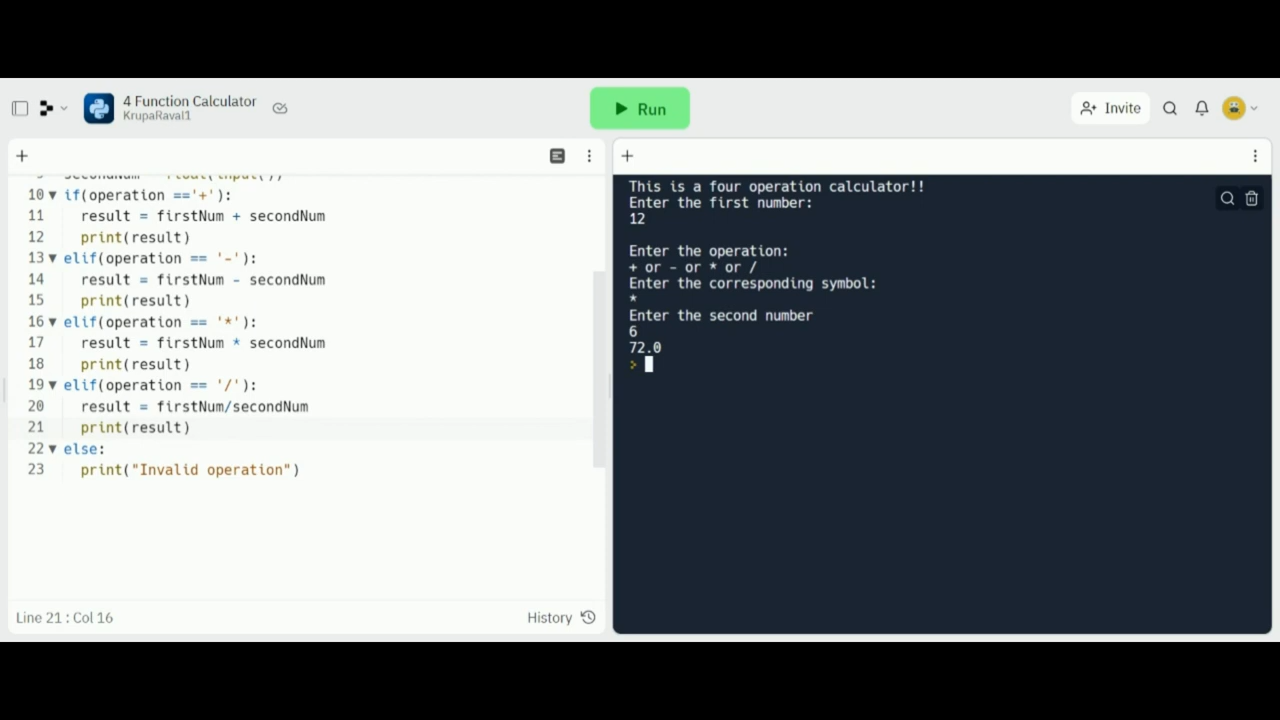 4 Function Calculator
KrupaRaval1
Run
Invite
10 if(operation =='+'):
11 result = firstNum + secondNum
12 print(result)
13 elif(operation == '-'):
14 result = firstNum - secondNum
15 print(result)
16 elif(operation == '*'):
17 result = firstNum * secondNum
18 print(result)
19 elif(operation == '/'):
20 result = firstNum/secondNum
21 print(result)
22 else:
23 print("Invalid operation")
Line 21 : Col 16
History
This is a four operation calculator!!
Enter the first number:
12
Enter the operation:
+ or - or * or /
Enter the corresponding symbol:
*
Enter the second number
6
72.0
>